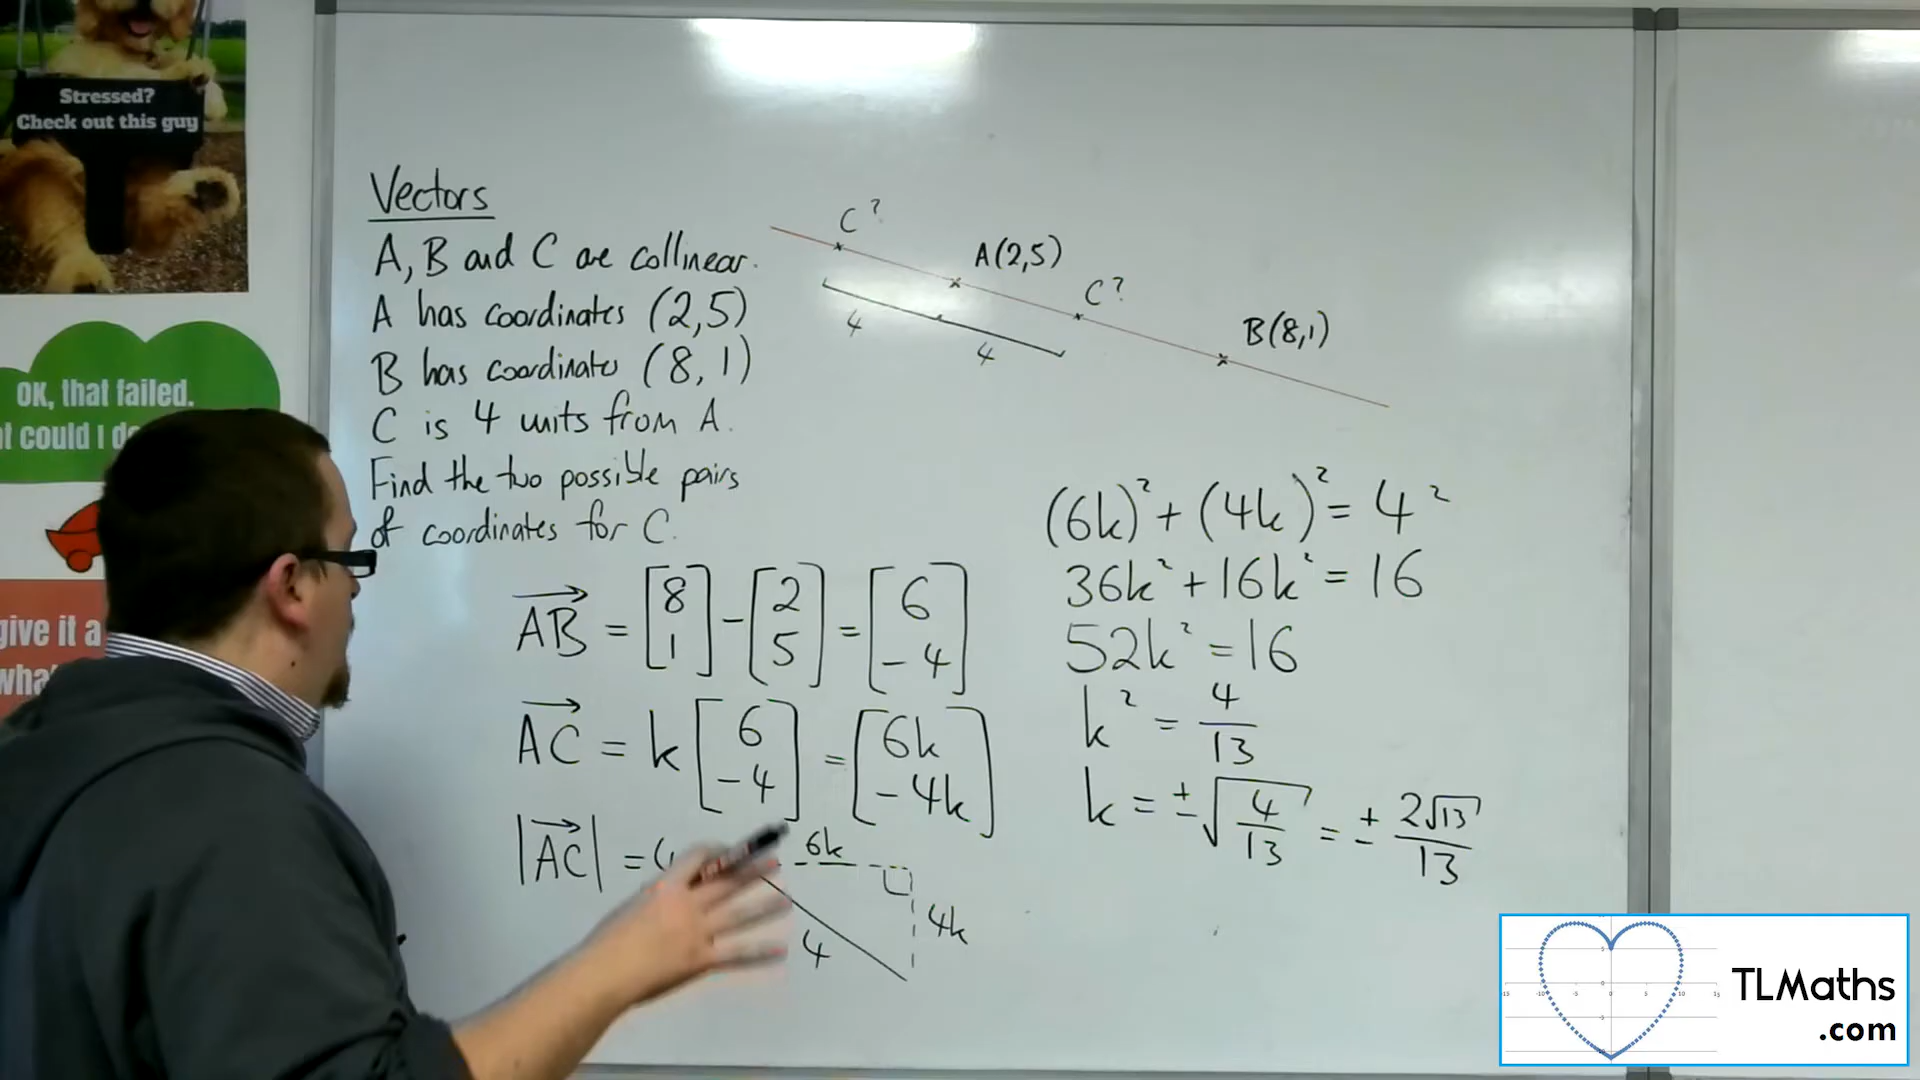 Stressed?
Check out this guy
OK, that failed.
could I
give it a
Vectors
A, B and C are collinear.
A has coordinates (2,5)
B has coordinates (8, 1)
C is 4 units from A.
Find the two possible pairs
of coordinates for C.
C?
A(2,5)
C?
B(8,1)
4
4
AB = [8 1] - [2 5] = [6 -4]
AC = k [6 -4] = [6k -4k]
|AC| =
6k
4k
4
(6k)² + (4k)² = 4²
36k² + 16k² = 16
52k² = 16
k² = 4/13
k = ±√(4/13) = ± 2√13/13
TLMaths
.com